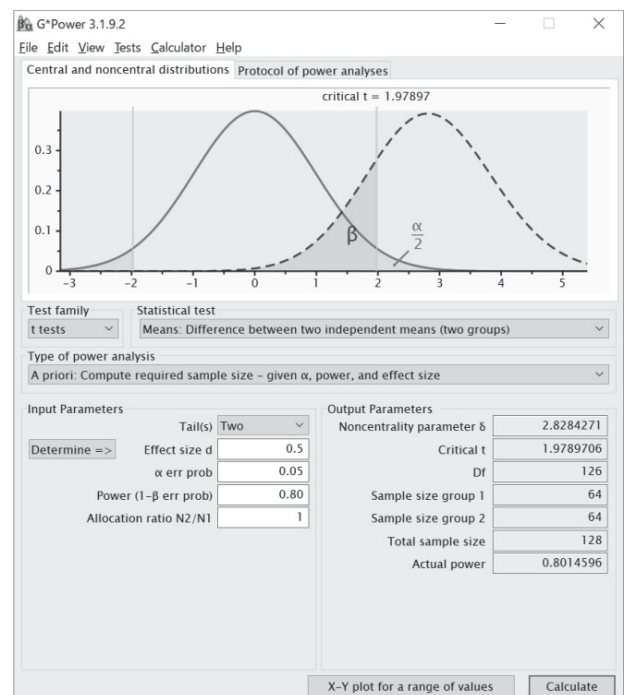 βα G*Power 3.1.9.2
File Edit View Tests Calculator Help
Central and noncentral distributions Protocol of power analyses
critical t = 1.97897
0.3
0.2
0.1
0
β
α
2
-3 -2 -1 0 1 2 3 4 5
Test family Statistical test
t tests Means: Difference between two independent means (two groups)
Type of power analysis
A priori: Compute required sample size – given α, power, and effect size
Input Parameters
Tail(s) Two
Determine => Effect size d 0.5
α err prob 0.05
Power (1–β err prob) 0.80
Allocation ratio N2/N1 1
Output Parameters
Noncentrality parameter δ 2.8284271
Critical t 1.9789706
Df 126
Sample size group 1 64
Sample size group 2 64
Total sample size 128
Actual power 0.8014596
X–Y plot for a range of values Calculate